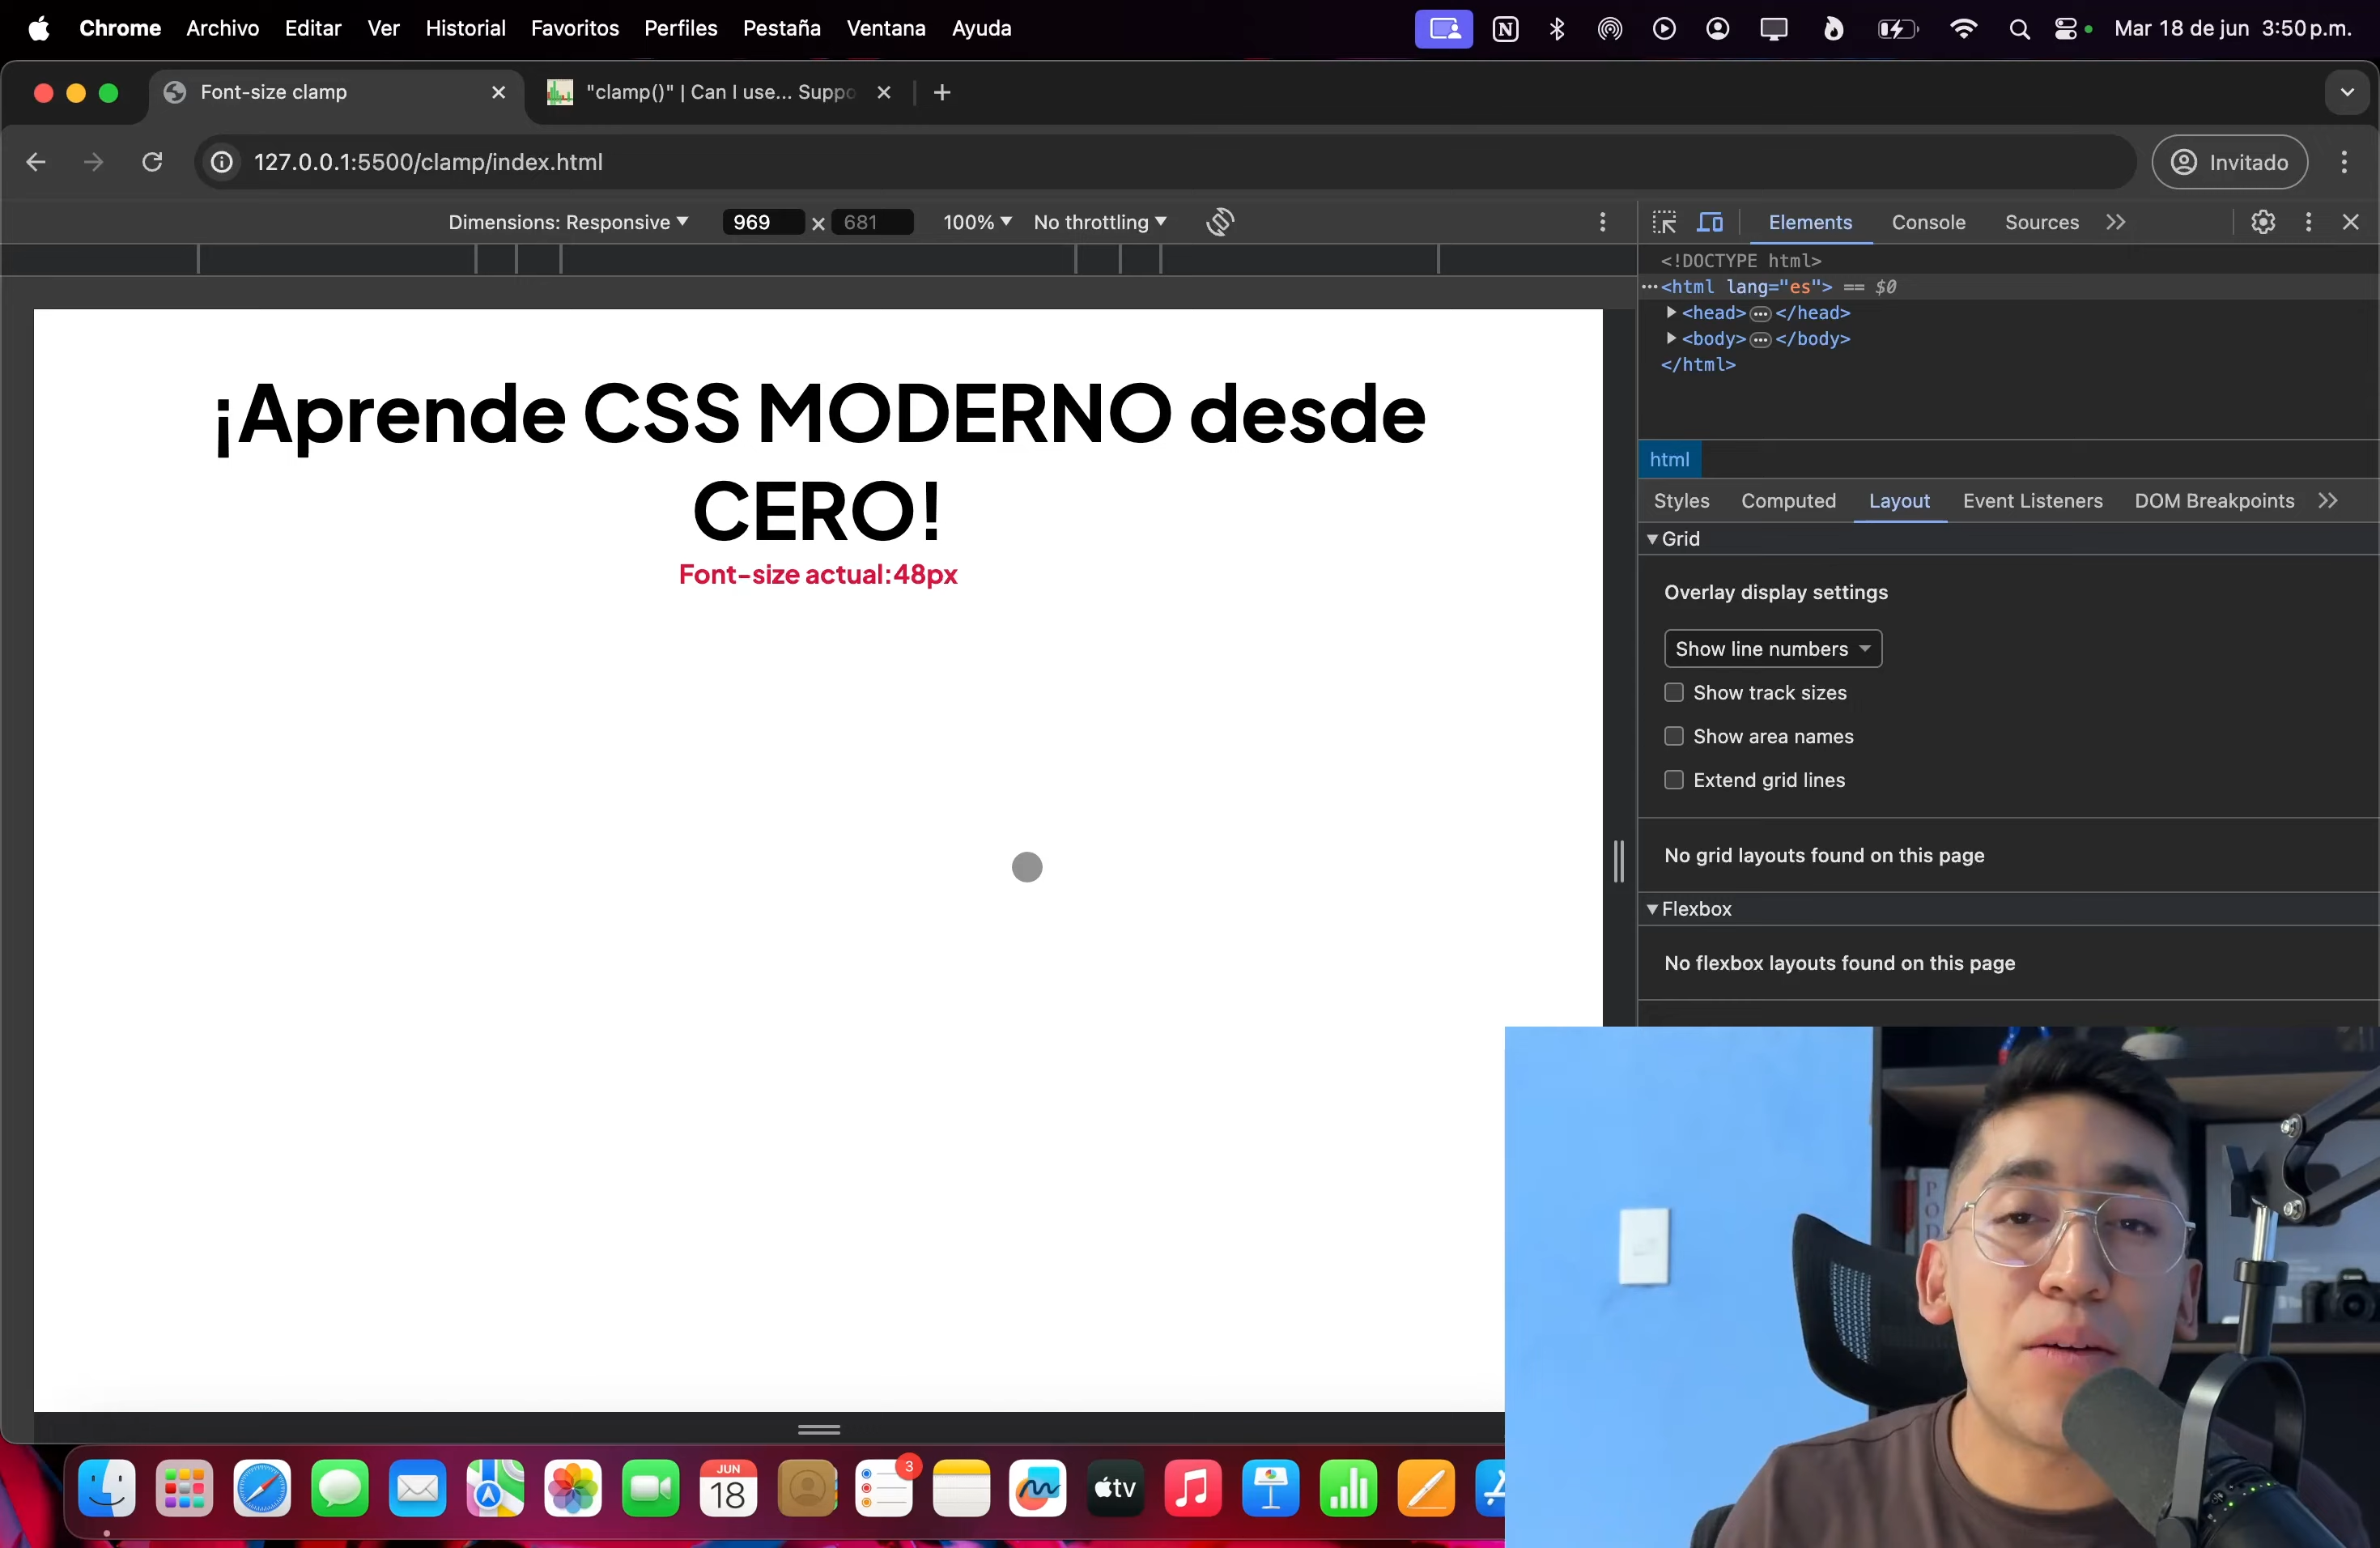 Chrome Archivo Editar Ver Historial Favoritos Perfiles Pestaña Ventana Ayuda
Mar 18 de jun 3:50 p.m.
Font-size clamp
"clamp()" | Can I use... Suppo
127.0.0.1:5500/clamp/index.html
Invitado
Dimensions: Responsive 969 x 681 100% No throttling
Elements Console Sources
<!DOCTYPE html>
<html lang="es"> == $0
<head> </head>
<body> </body>
</html>
html
Styles Computed Layout Event Listeners DOM Breakpoints
Grid
Overlay display settings
Show line numbers
Show track sizes
Show area names
Extend grid lines
No grid layouts found on this page
Flexbox
No flexbox layouts found on this page
¡Aprende CSS MODERNO desde
CERO!
Font-size actual:48px
JUN
18
3
tv